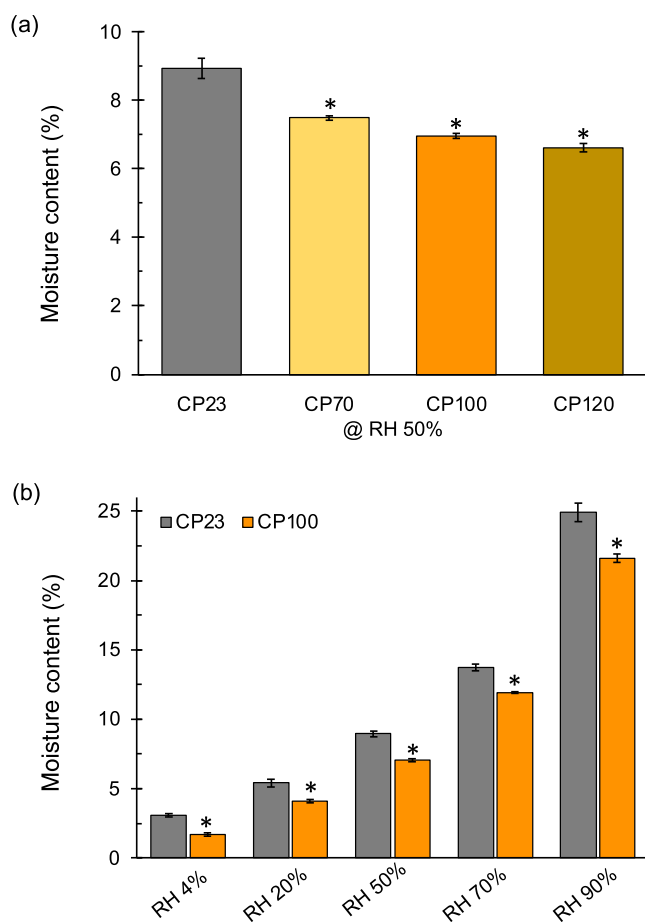 (a)
Moisture content (%)
10
8
6
4
2
0
*
*
*
CP23 CP70 CP100 CP120
@ RH 50%
(b)
Moisture content (%)
CP23 CP100
25
20
15
10
5
0
*
*
*
*
*
RH 4% RH 20% RH 50% RH 70% RH 90%